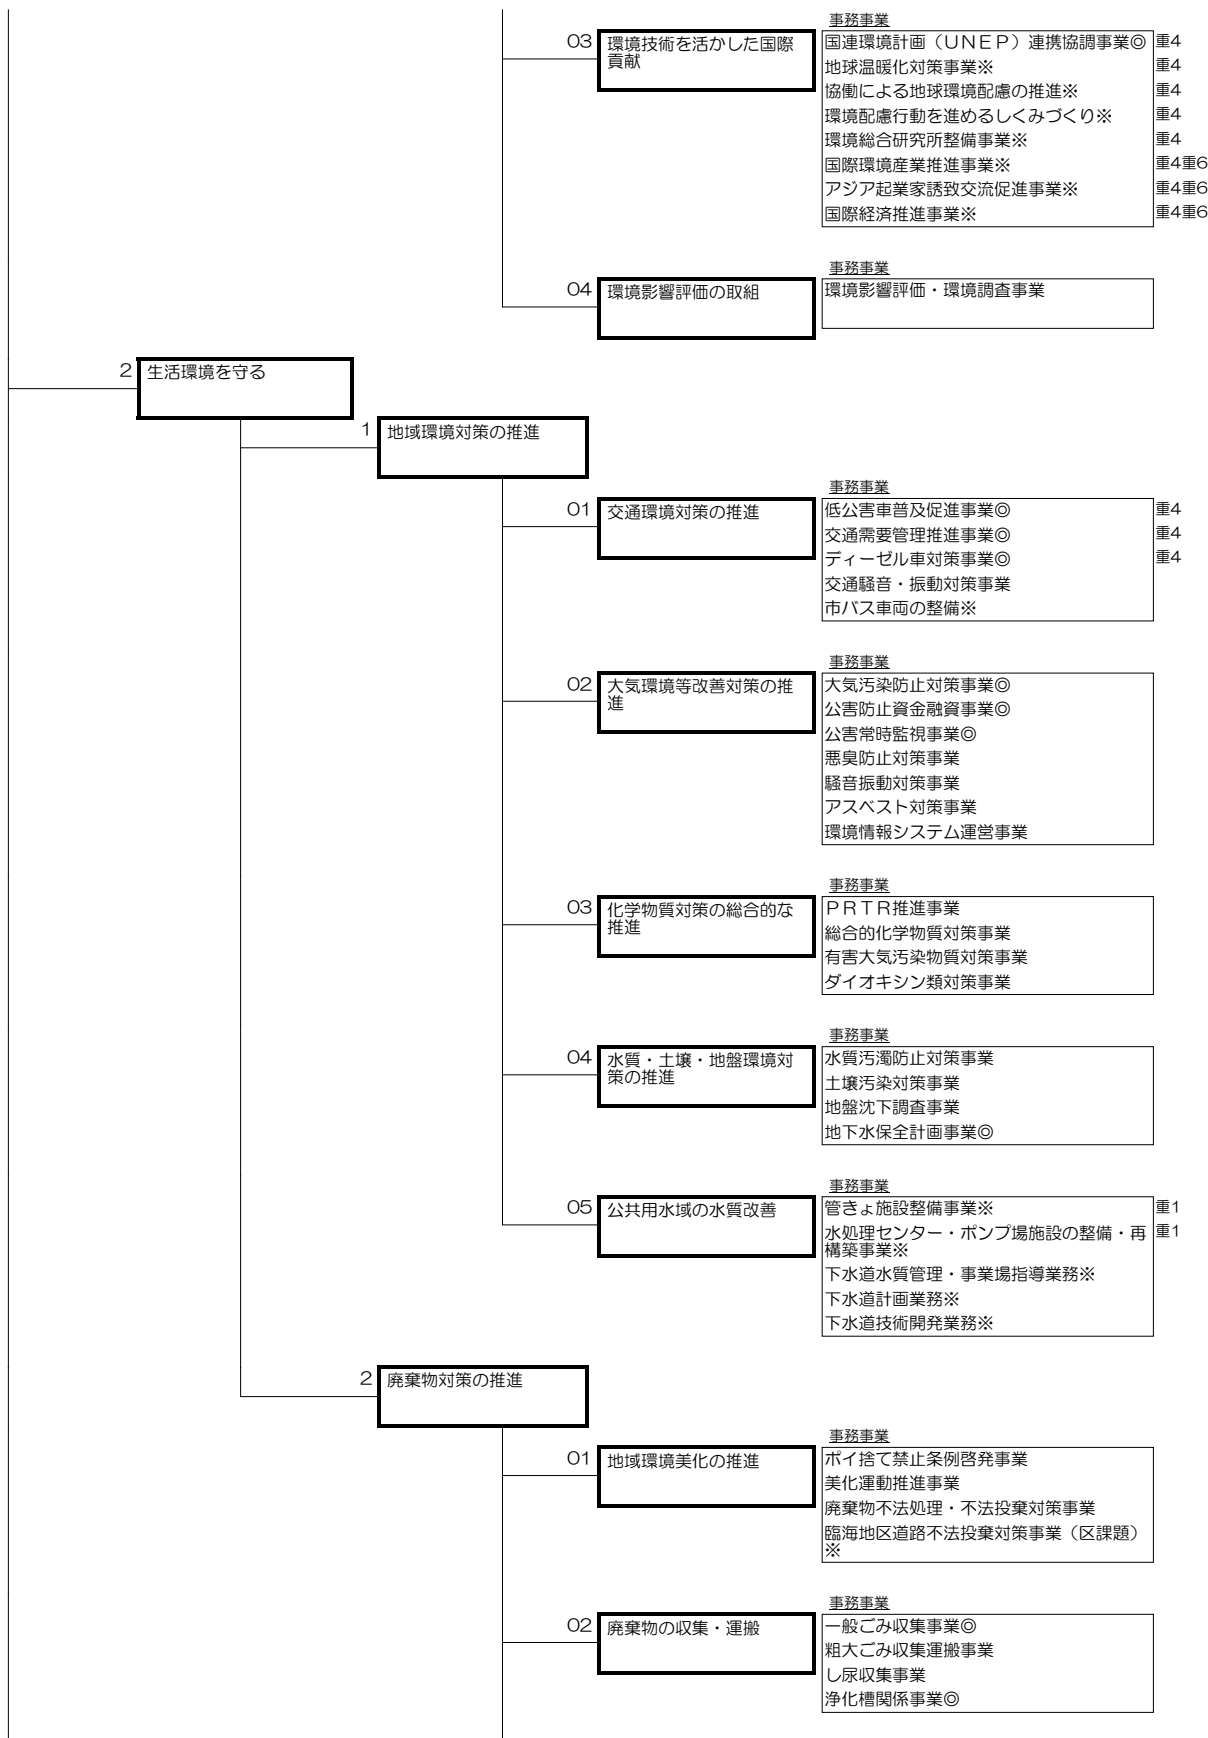 事務事業
03 環境技術を活かした国際
貢献
国連環境計画（ＵＮＥＰ）連携協調事業◎ 重4
地球温暖化対策事業※ 重4
協働による地球環境配慮の推進※ 重4
環境配慮行動を進めるしくみづくり※ 重4
環境総合研究所整備事業※ 重4
国際環境産業推進事業※ 重4重6
アジア起業家誘致交流促進事業※ 重4重6
国際経済推進事業※ 重4重6
事務事業
04 環境影響評価の取組
環境影響評価・環境調査事業
2 生活環境を守る
1 地域環境対策の推進
事務事業
01 交通環境対策の推進
低公害車普及促進事業◎ 重4
交通需要管理推進事業◎ 重4
ディーゼル車対策事業◎ 重4
交通騒音・振動対策事業
市バス車両の整備※
事務事業
02 大気環境等改善対策の推
進
大気汚染防止対策事業◎
公害防止資金融資事業◎
公害常時監視事業◎
悪臭防止対策事業
騒音振動対策事業
アスベスト対策事業
環境情報システム運営事業
事務事業
03 化学物質対策の総合的な
推進
ＰＲＴＲ推進事業
総合的化学物質対策事業
有害大気汚染物質対策事業
ダイオキシン類対策事業
事務事業
04 水質・土壌・地盤環境対
策の推進
水質汚濁防止対策事業
土壌汚染対策事業
地盤沈下調査事業
地下水保全計画事業◎
事務事業
05 公共用水域の水質改善
管きょ施設整備事業※ 重1
水処理センター・ポンプ場施設の整備・再 重1
構築事業※
下水道水質管理・事業場指導業務※
下水道計画業務※
下水道技術開発業務※
2 廃棄物対策の推進
事務事業
01 地域環境美化の推進
ポイ捨て禁止条例啓発事業
美化運動推進事業
廃棄物不法処理・不法投棄対策事業
臨海地区道路不法投棄対策事業（区課題）
※
事務事業
02 廃棄物の収集・運搬
一般ごみ収集事業◎
粗大ごみ収集運搬事業
し尿収集事業
浄化槽関係事業◎